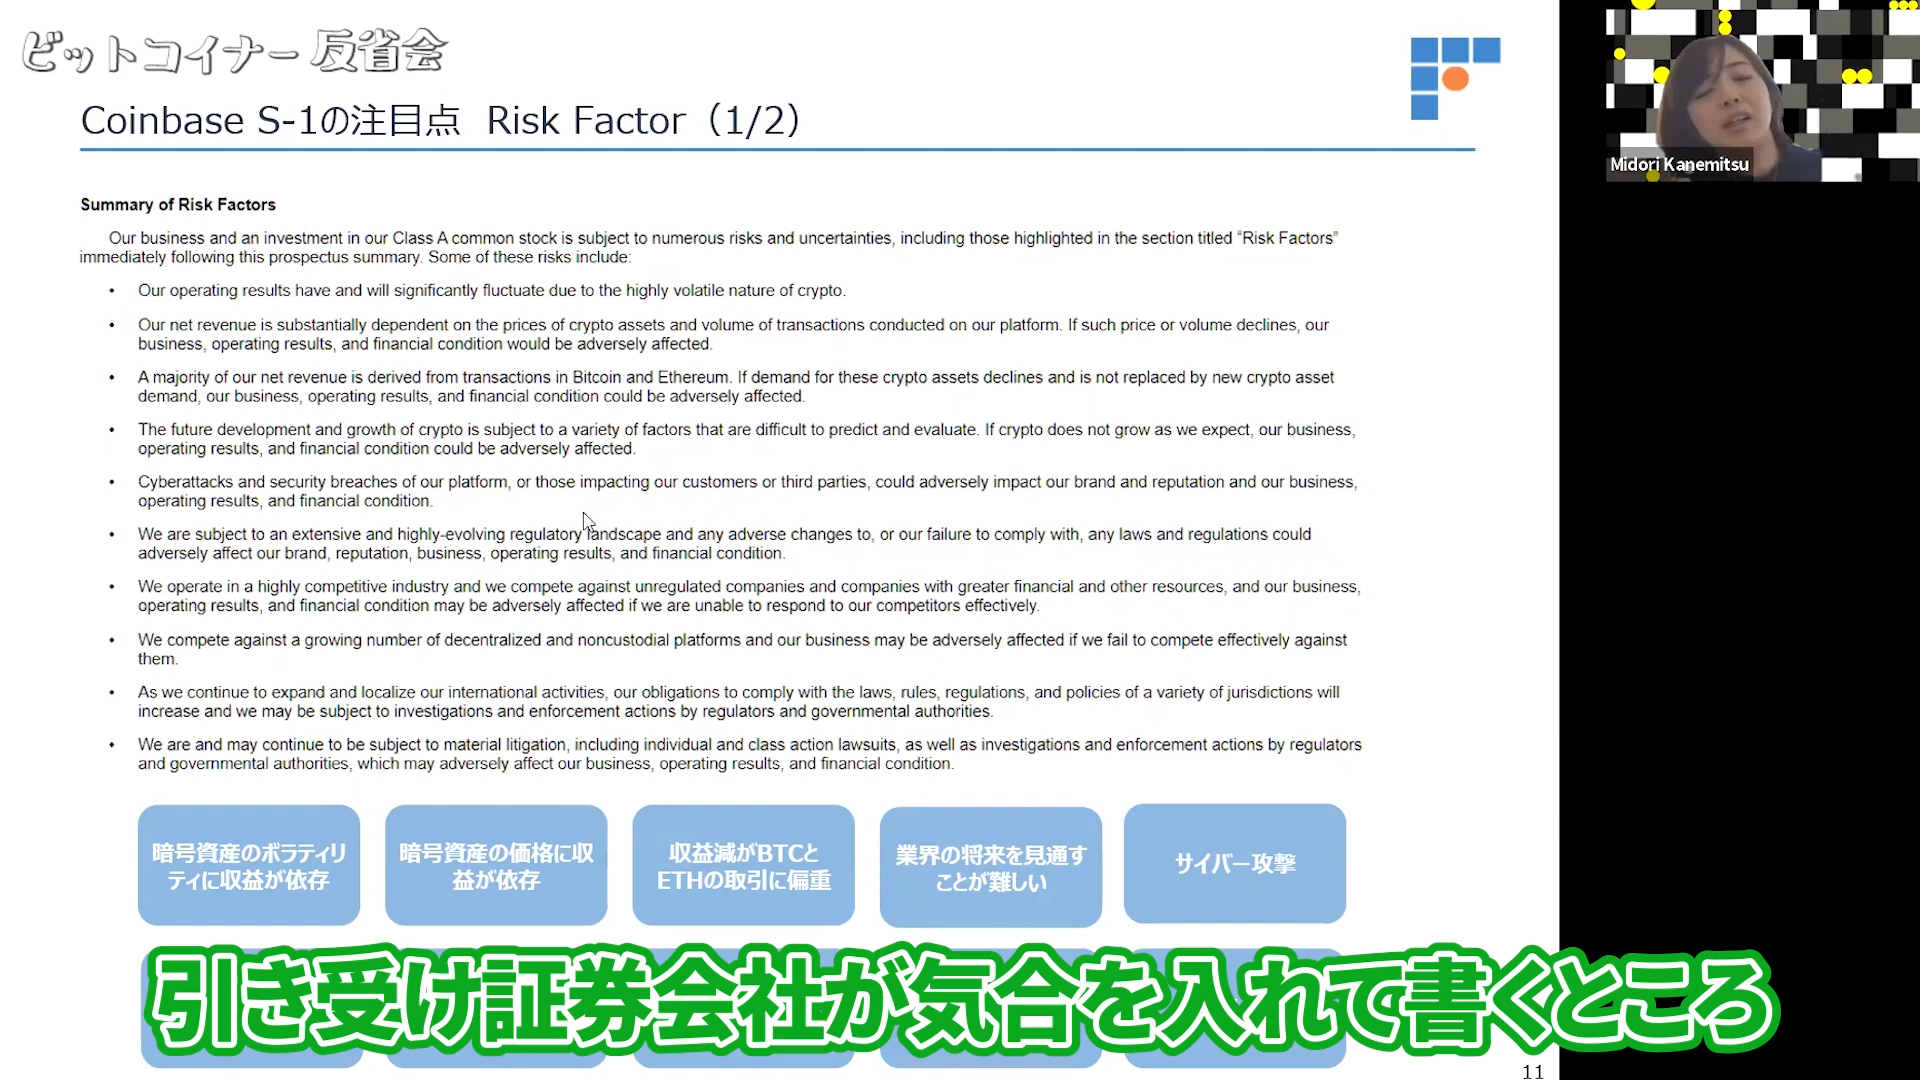 ビットコイナー反省会
Coinbase S-1の注目点 Risk Factor（1/2）
Midori Kanemitsu
Summary of Risk Factors
Our business and an investment in our Class A common stock is subject to numerous risks and uncertainties, including those highlighted in the section titled “Risk Factors”
immediately following this prospectus summary. Some of these risks include:
• Our operating results have and will significantly fluctuate due to the highly volatile nature of crypto.
• Our net revenue is substantially dependent on the prices of crypto assets and volume of transactions conducted on our platform. If such price or volume declines, our
business, operating results, and financial condition would be adversely affected.
• A majority of our net revenue is derived from transactions in Bitcoin and Ethereum. If demand for these crypto assets declines and is not replaced by new crypto asset
demand, our business, operating results, and financial condition could be adversely affected.
• The future development and growth of crypto is subject to a variety of factors that are difficult to predict and evaluate. If crypto does not grow as we expect, our business,
operating results, and financial condition could be adversely affected.
• Cyberattacks and security breaches of our platform, or those impacting our customers or third parties, could adversely impact our brand and reputation and our business,
operating results, and financial condition.
• We are subject to an extensive and highly-evolving regulatory landscape and any adverse changes to, or our failure to comply with, any laws and regulations could
adversely affect our brand, reputation, business, operating results, and financial condition.
• We operate in a highly competitive industry and we compete against unregulated companies and companies with greater financial and other resources, and our business,
operating results, and financial condition may be adversely affected if we are unable to respond to our competitors effectively.
• We compete against a growing number of decentralized and noncustodial platforms and our business may be adversely affected if we fail to compete effectively against
them.
• As we continue to expand and localize our international activities, our obligations to comply with the laws, rules, regulations, and policies of a variety of jurisdictions will
increase and we may be subject to investigations and enforcement actions by regulators and governmental authorities.
• We are and may continue to be subject to material litigation, including individual and class action lawsuits, as well as investigations and enforcement actions by regulators
and governmental authorities, which may adversely affect our business, operating results, and financial condition.
暗号資産のボラティリ
ティに収益が依存
暗号資産の価格に収
益が依存
収益減がBTCと
ETHの取引に偏重
業界の将来を見通す
ことが難しい
サイバー攻撃
引き受け証券会社が気合を入れて書くところ
11